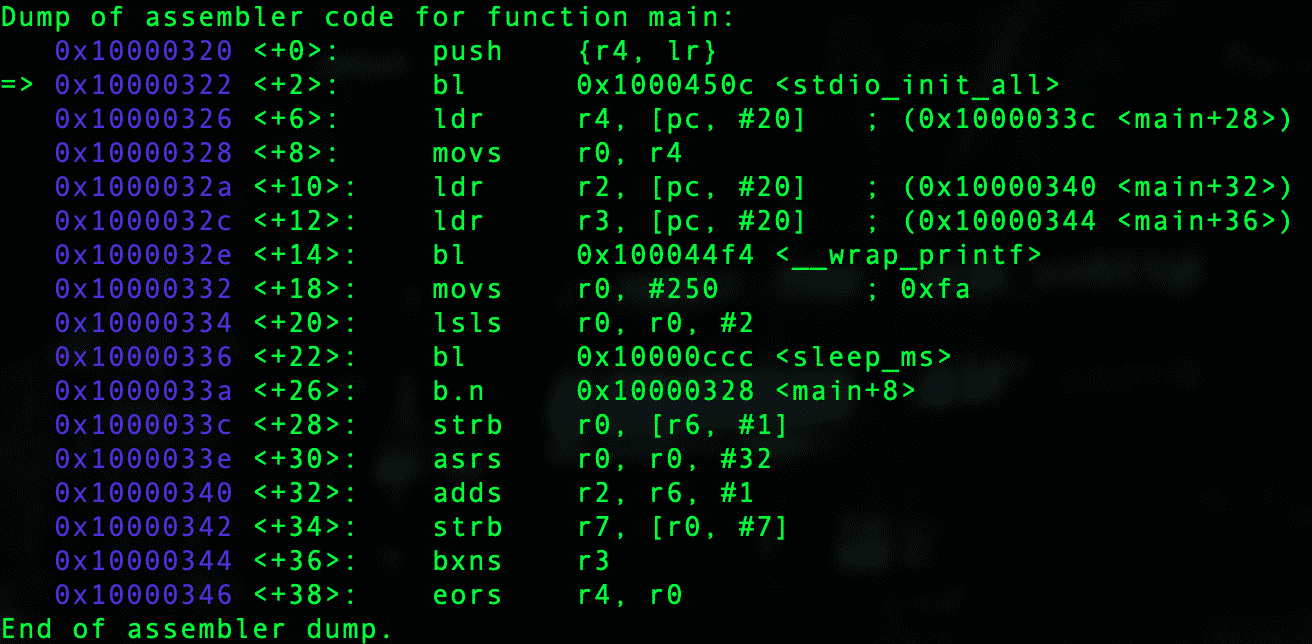 Dump of assembler code for function main:
   0x10000320 <+0>:     push    {r4, lr}
=> 0x10000322 <+2>:     bl      0x1000450c <stdio_init_all>
   0x10000326 <+6>:     ldr     r4, [pc, #20]   ; (0x1000033c <main+28>)
   0x10000328 <+8>:     movs    r0, r4
   0x1000032a <+10>:    ldr     r2, [pc, #20]   ; (0x10000340 <main+32>)
   0x1000032c <+12>:    ldr     r3, [pc, #20]   ; (0x10000344 <main+36>)
   0x1000032e <+14>:    bl      0x100044f4 <__wrap_printf>
   0x10000332 <+18>:    movs    r0, #250        ; 0xfa
   0x10000334 <+20>:    lsls    r0, r0, #2
   0x10000336 <+22>:    bl      0x10000ccc <sleep_ms>
   0x1000033a <+26>:    b.n     0x10000328 <main+8>
   0x1000033c <+28>:    strb    r0, [r6, #1]
   0x1000033e <+30>:    asrs    r0, r0, #32
   0x10000340 <+32>:    adds    r2, r6, #1
   0x10000342 <+34>:    strb    r7, [r0, #7]
   0x10000344 <+36>:    bxns    r3
   0x10000346 <+38>:    eors    r4, r0
End of assembler dump.